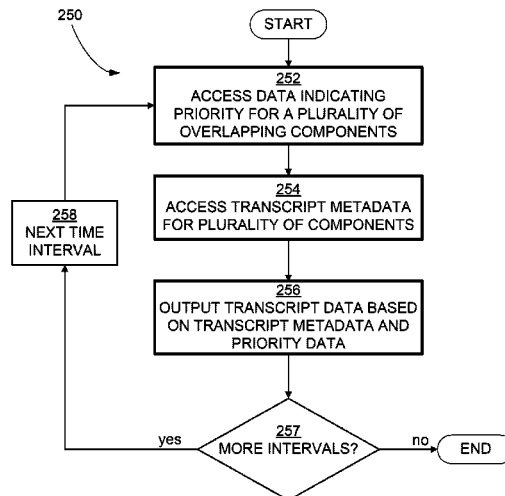 250
START
252
ACCESS DATA INDICATING
PRIORITY FOR A PLURALITY OF
OVERLAPPING COMPONENTS
254
ACCESS TRANSCRIPT METADATA
FOR PLURALITY OF COMPONENTS
258
NEXT TIME
INTERVAL
256
OUTPUT TRANSCRIPT DATA BASED
ON TRANSCRIPT METADATA AND
PRIORITY DATA
257
MORE INTERVALS?
yes
no
END